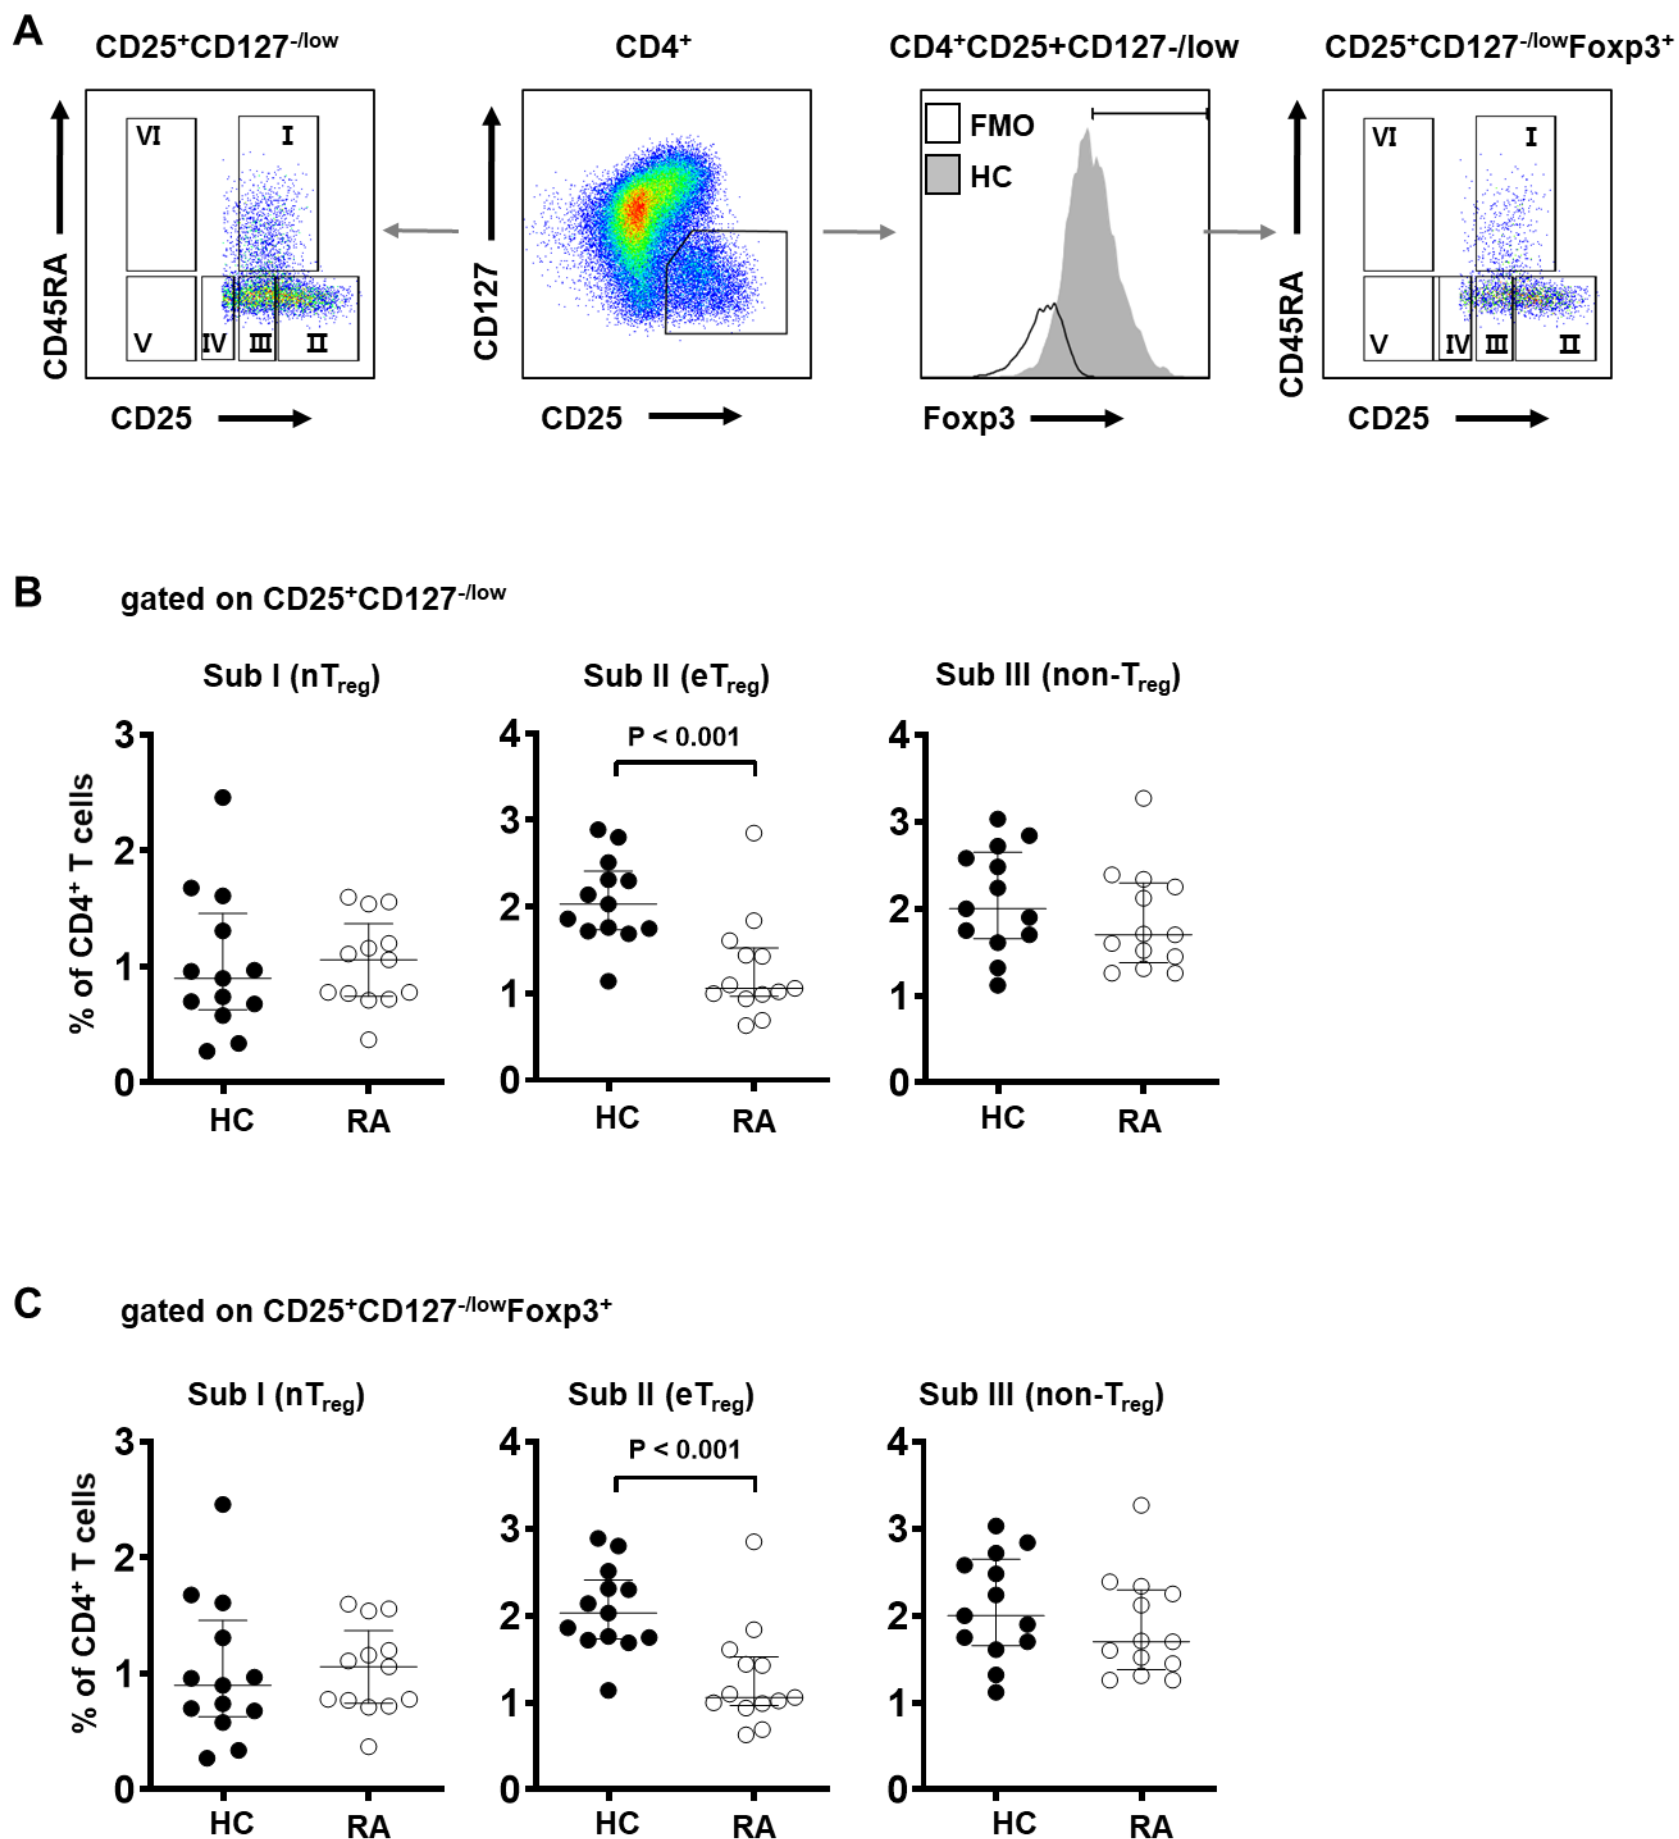 A
CD25⁺CD127⁻/ˡᵒʷ
CD4⁺
CD4⁺CD25+CD127-/low
CD25⁺CD127⁻/ˡᵒʷFoxp3⁺
VI
I
V
IV
III
II
CD45RA
CD25
CD127
CD25
FMO
HC
Foxp3
VI
I
V
IV
III
II
CD45RA
CD25
B
gated on CD25⁺CD127⁻/ˡᵒʷ
Sub I (nTreg)
Sub II (eTreg)
Sub III (non-Treg)
% of CD4⁺ T cells
3
2
1
0
HC
RA
P < 0.001
4
3
2
1
0
HC
RA
4
3
2
1
0
HC
RA
C
gated on CD25⁺CD127⁻/ˡᵒʷFoxp3⁺
Sub I (nTreg)
Sub II (eTreg)
Sub III (non-Treg)
% of CD4⁺ T cells
3
2
1
0
HC
RA
P < 0.001
4
3
2
1
0
HC
RA
4
3
2
1
0
HC
RA